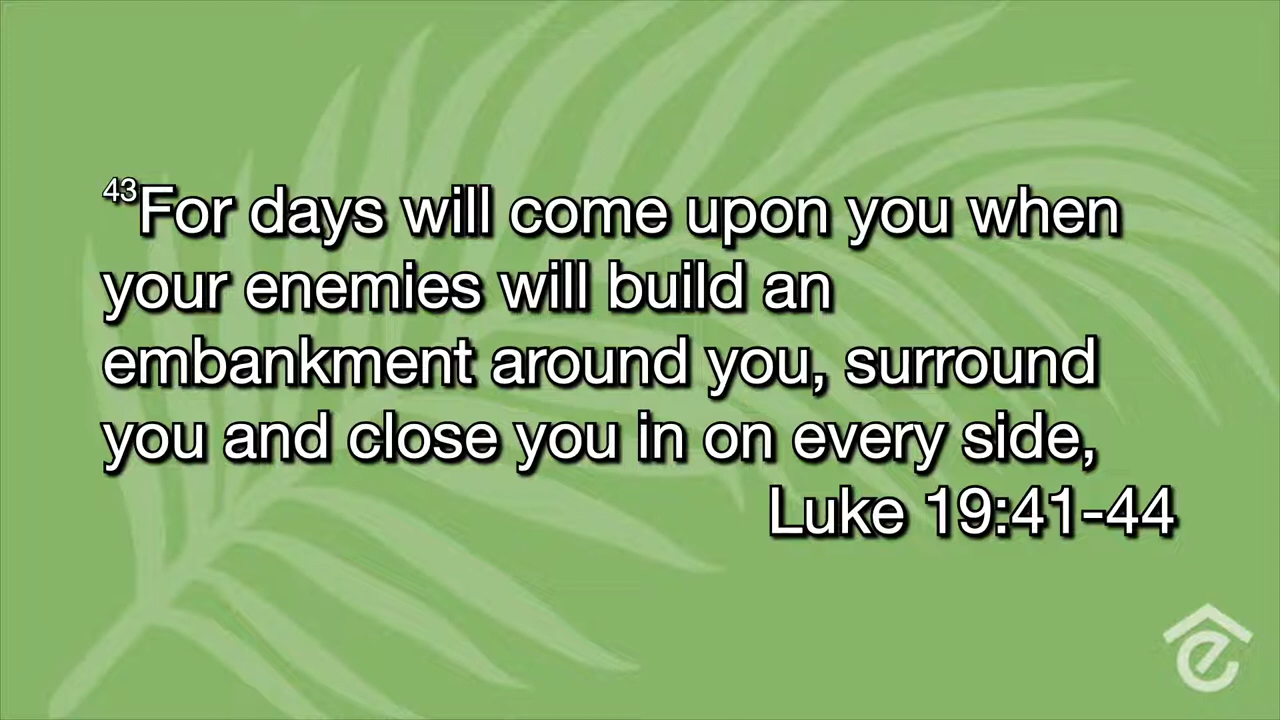 43For days will come upon you when
your enemies will build an
embankment around you, surround
you and close you in on every side,
Luke 19:41-44
e